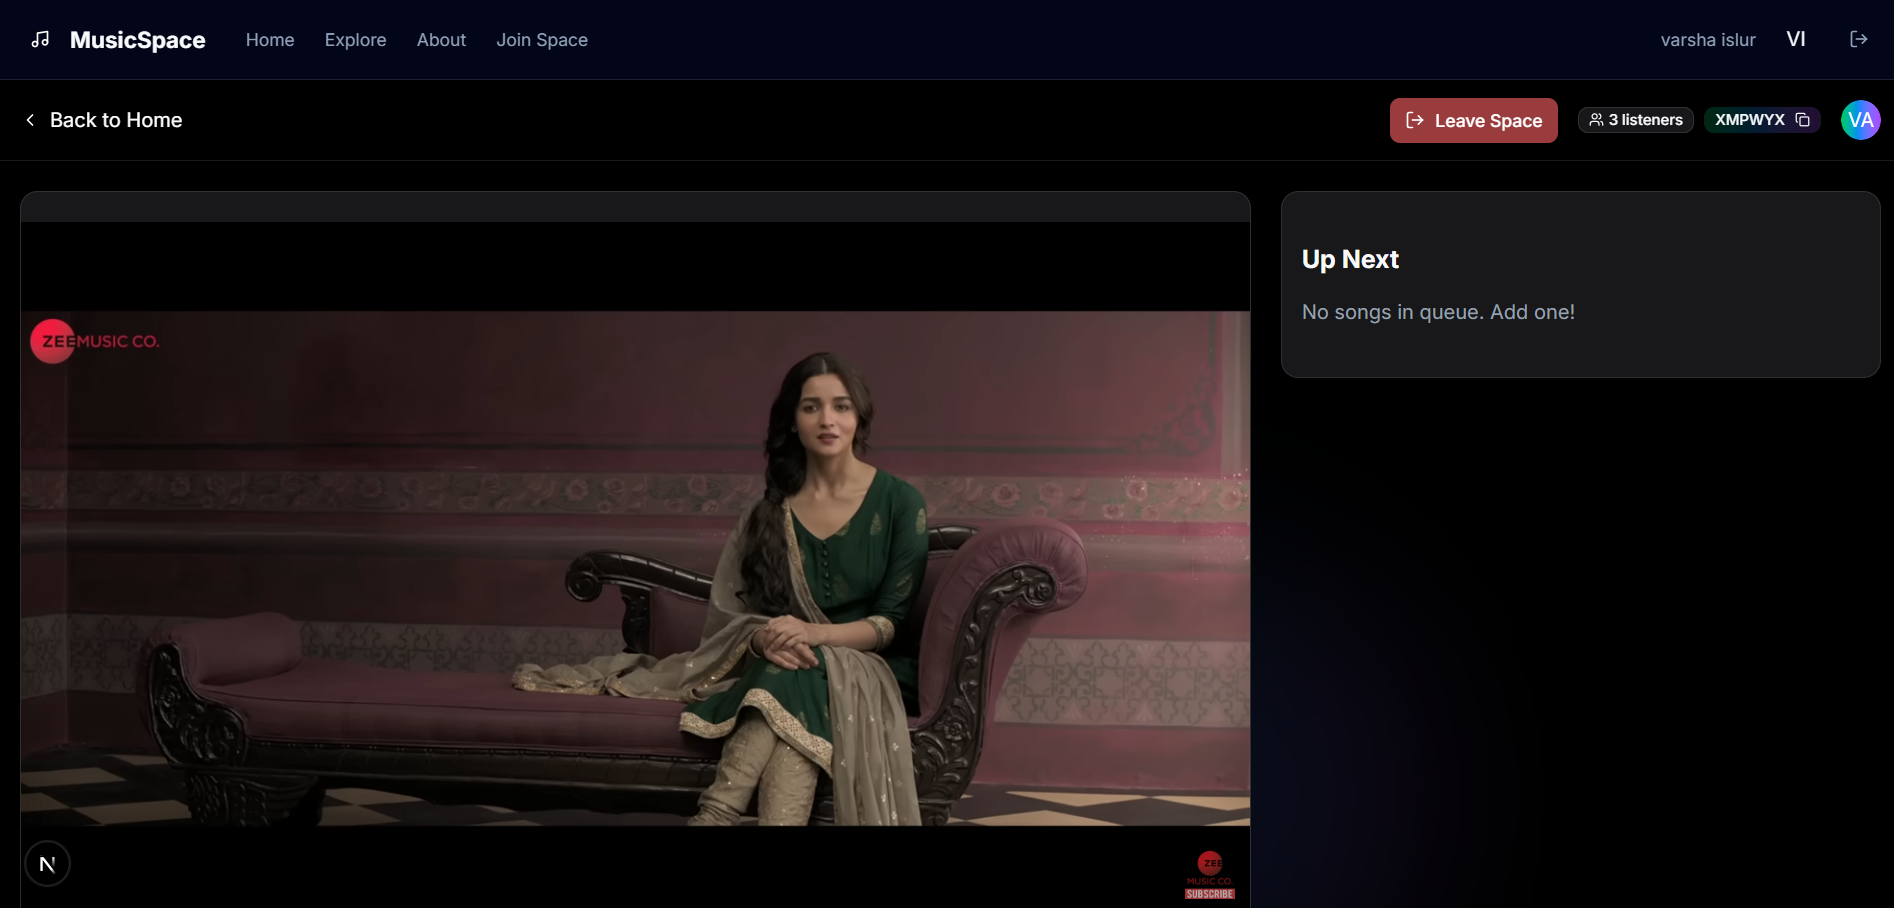 MusicSpace Home Explore About Join Space varsha islur VI
Back to Home Leave Space 3 listeners XMPWYX VA
ZEE MUSIC CO.
Up Next
No songs in queue. Add one!
N
ZEE
MUSIC CO.
SUBSCRIBE